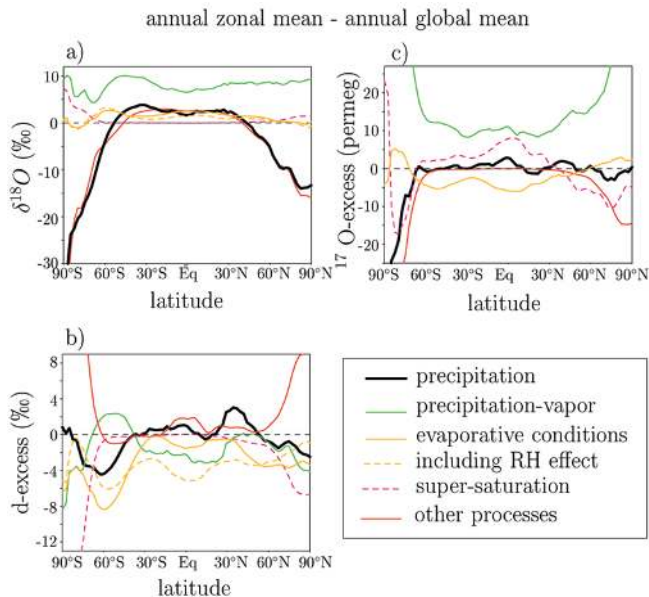 annual zonal mean - annual global mean
a)
10
0
-10
-20
-30
δ¹⁸O (‰)
90°S 60°S 30°S Eq 30°N 60°N 90°N
latitude
c)
20
10
0
-10
-20
¹⁷O-excess (permeg)
90°S 60°S 30°S Eq 30°N 60°N 90°N
latitude
b)
8
4
0
-4
-8
-12
d-excess (‰)
90°S 60°S 30°S Eq 30°N 60°N 90°N
latitude
precipitation
precipitation-vapor
evaporative conditions
including RH effect
super-saturation
other processes